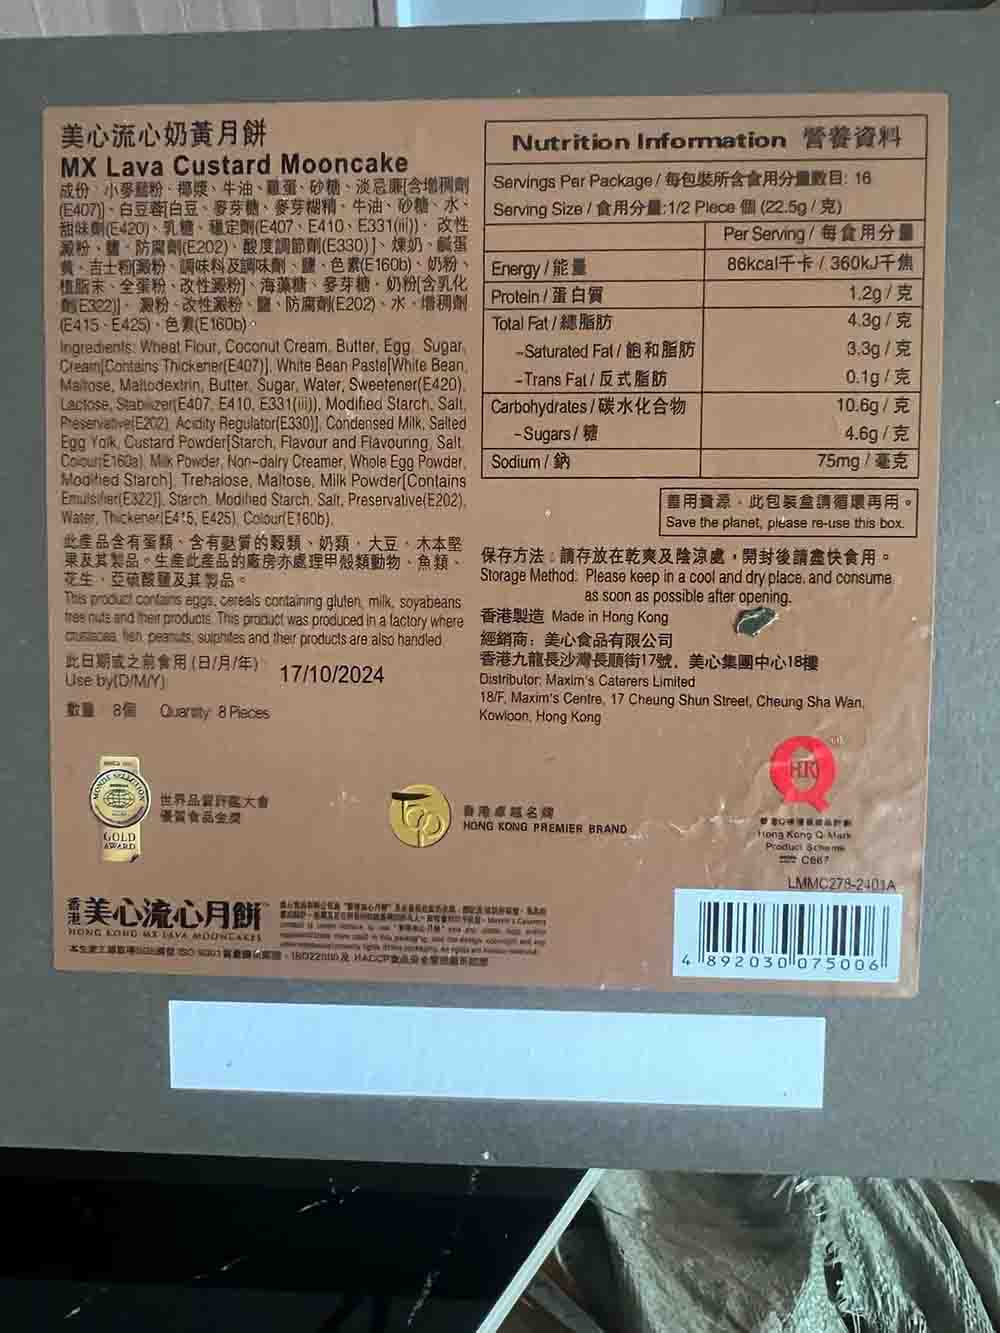 美心流心奶黃月餅
MX Lava Custard Mooncake
成份：小麥麵粉、椰漿、牛油、雞蛋、砂糖、淡忌廉[含增稠劑
(E407)]、白豆蓉[白豆、麥芽糖、麥芽糊精、牛油、砂糖、水、
甜味劑(E420)、乳糖、穩定劑(E407、E410、E331(iii))、改性
澱粉、鹽、防腐劑(E202)、酸度調節劑(E330)]、煉奶、鹹蛋
黃、吉士粉[澱粉、調味料及調味劑、鹽、色素(E160b)、奶粉、
植脂末、全蛋粉、改性澱粉]、海藻糖、麥芽糖、奶粉[含乳化
劑(E322)]、澱粉、改性澱粉、鹽、防腐劑(E202)、水、增稠劑
(E415、E425)、色素(E160b)。
Ingredients: Wheat Flour, Coconut Cream, Butter, Egg, Sugar,
Cream[Contains Thickener(E407)], White Bean Paste[White Bean,
Maltose, Maltodextrin, Butter, Sugar, Water, Sweetener(E420),
Lactose, Stabilizer(E407, E410, E331(iii)), Modified Starch, Salt,
Preservative(E202), Acidity Regulator(E330)], Condensed Milk, Salted
Egg Yolk, Custard Powder[Starch, Flavour and Flavouring, Salt,
Colour(E160a), Milk Powder, Non-dairy Creamer, Whole Egg Powder,
Modified Starch], Trehalose, Maltose, Milk Powder[Contains
Emulsifier(E322)], Starch, Modified Starch, Salt, Preservative(E202),
Water, Thickener(E415, E425), Colour(E160b).
此產品含有蛋類、含有麩質的穀類、奶類、大豆、木本堅
果及其製品。生產此產品的廠房亦處理甲殼類動物、魚類、
花生、亞硫酸鹽及其製品。
This product contains eggs, cereals containing gluten, milk, soyabeans
tree nuts and their products. This product was produced in a factory where
crustacea, fish, peanuts, sulphites and their products are also handled
此日期或之前食用 (日/月/年)
Use by(D/M/Y): 17/10/2024
數量 8個 Quantity: 8 Pieces
Nutrition Information 營養資料
Servings Per Package / 每包裝所含食用分量數目: 16
Serving Size / 食用分量:1/2 Piece 個 (22.5g / 克)
Per Serving / 每食用分量
Energy / 能量 86kcal千卡 / 360kJ千焦
Protein / 蛋白質 1.2g / 克
Total Fat / 總脂肪 4.3g / 克
-Saturated Fat / 飽和脂肪 3.3g / 克
-Trans Fat / 反式脂肪 0.1g / 克
Carbohydrates / 碳水化合物 10.6g / 克
-Sugars / 糖 4.6g / 克
Sodium / 鈉 75mg / 毫克
善用資源，此包裝盒請循環再用。
Save the planet, please re-use this box.
保存方法：請存放在乾爽及陰涼處，開封後請盡快食用。
Storage Method: Please keep in a cool and dry place, and consume
as soon as possible after opening.
香港製造 Made in Hong Kong
經銷商：美心食品有限公司
香港九龍長沙灣長順街17號，美心集團中心18樓
Distributor: Maxim's Caterers Limited
18/F, Maxim's Centre, 17 Cheung Shun Street, Cheung Sha Wan,
Kowloon, Hong Kong
MONDE SELECTION
GOLD
AWARD
世界品質評鑑大會
優質食品金獎
香港卓越名牌
HONG KONG PREMIER BRAND
HK
Hong Kong Q-Mark
Product Scheme
C667
LMMC278-2401A
香港美心流心月餅
HONG KONG MX LAVA MOONCAKES
4 892030 075006